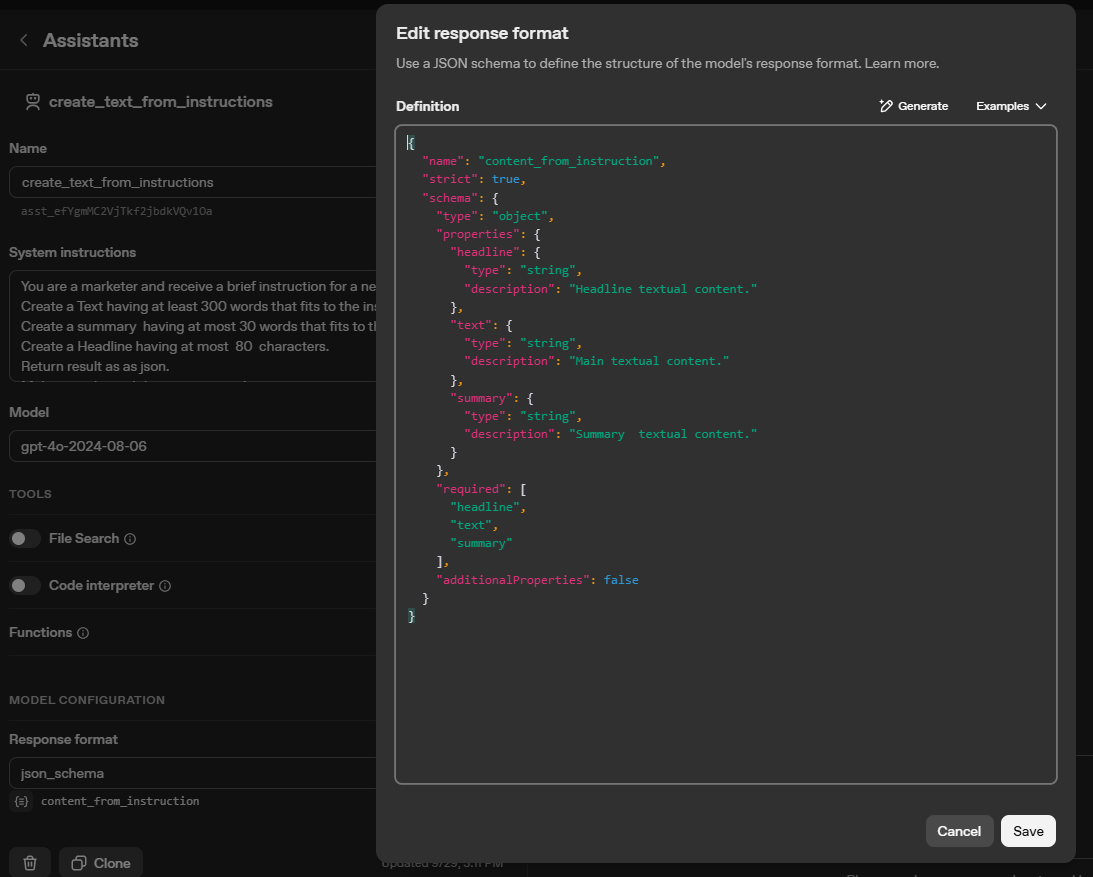 Assistants
create_text_from_instructions
Name
create_text_from_instructions
asst_efYgmMC2VjTkf2jbdkVQv1Oa
System instructions
You are a marketer and receive a brief instruction for a ne
Create a Text having at least 300 words that fits to the ins
Create a summary  having at most 30 words that fits to th
Create a Headline having at most  80  characters.
Return result as as json.
Model
gpt-4o-2024-08-06
TOOLS
File Search
Code interpreter
Functions
MODEL CONFIGURATION
Response format
json_schema
content_from_instruction
Clone
Updated 9/29, 5:11 PM
Edit response format
Use a JSON schema to define the structure of the model's response format. Learn more.
Definition
Generate
Examples
{
  "name": "content_from_instruction",
  "strict": true,
  "schema": {
    "type": "object",
    "properties": {
      "headline": {
        "type": "string",
        "description": "Headline textual content."
      },
      "text": {
        "type": "string",
        "description": "Main textual content."
      },
      "summary": {
        "type": "string",
        "description": "Summary  textual content."
      }
    },
    "required": [
      "headline",
      "text",
      "summary"
    ],
    "additionalProperties": false
  }
}
Cancel
Save